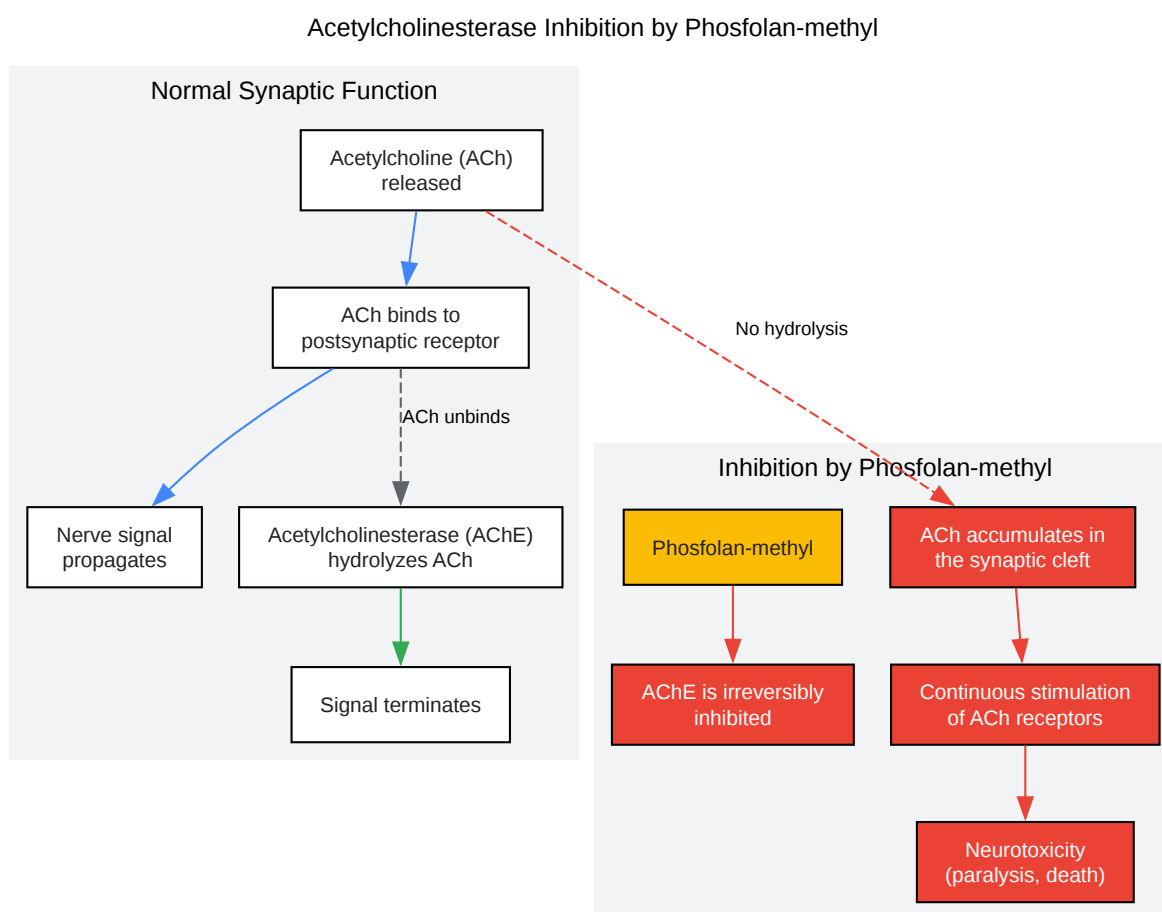 Acetylcholinesterase Inhibition by Phosfolan-methyl
Normal Synaptic Function
Acetylcholine (ACh)
released
ACh binds to
postsynaptic receptor
No hydrolysis
ACh unbinds
Nerve signal
propagates
Acetylcholinesterase (AChE)
hydrolyzes ACh
Signal terminates
Inhibition by Phosfolan-methyl
Phosfolan-methyl
AChE is irreversibly
inhibited
ACh accumulates in
the synaptic cleft
Continuous stimulation
of ACh receptors
Neurotoxicity
(paralysis, death)